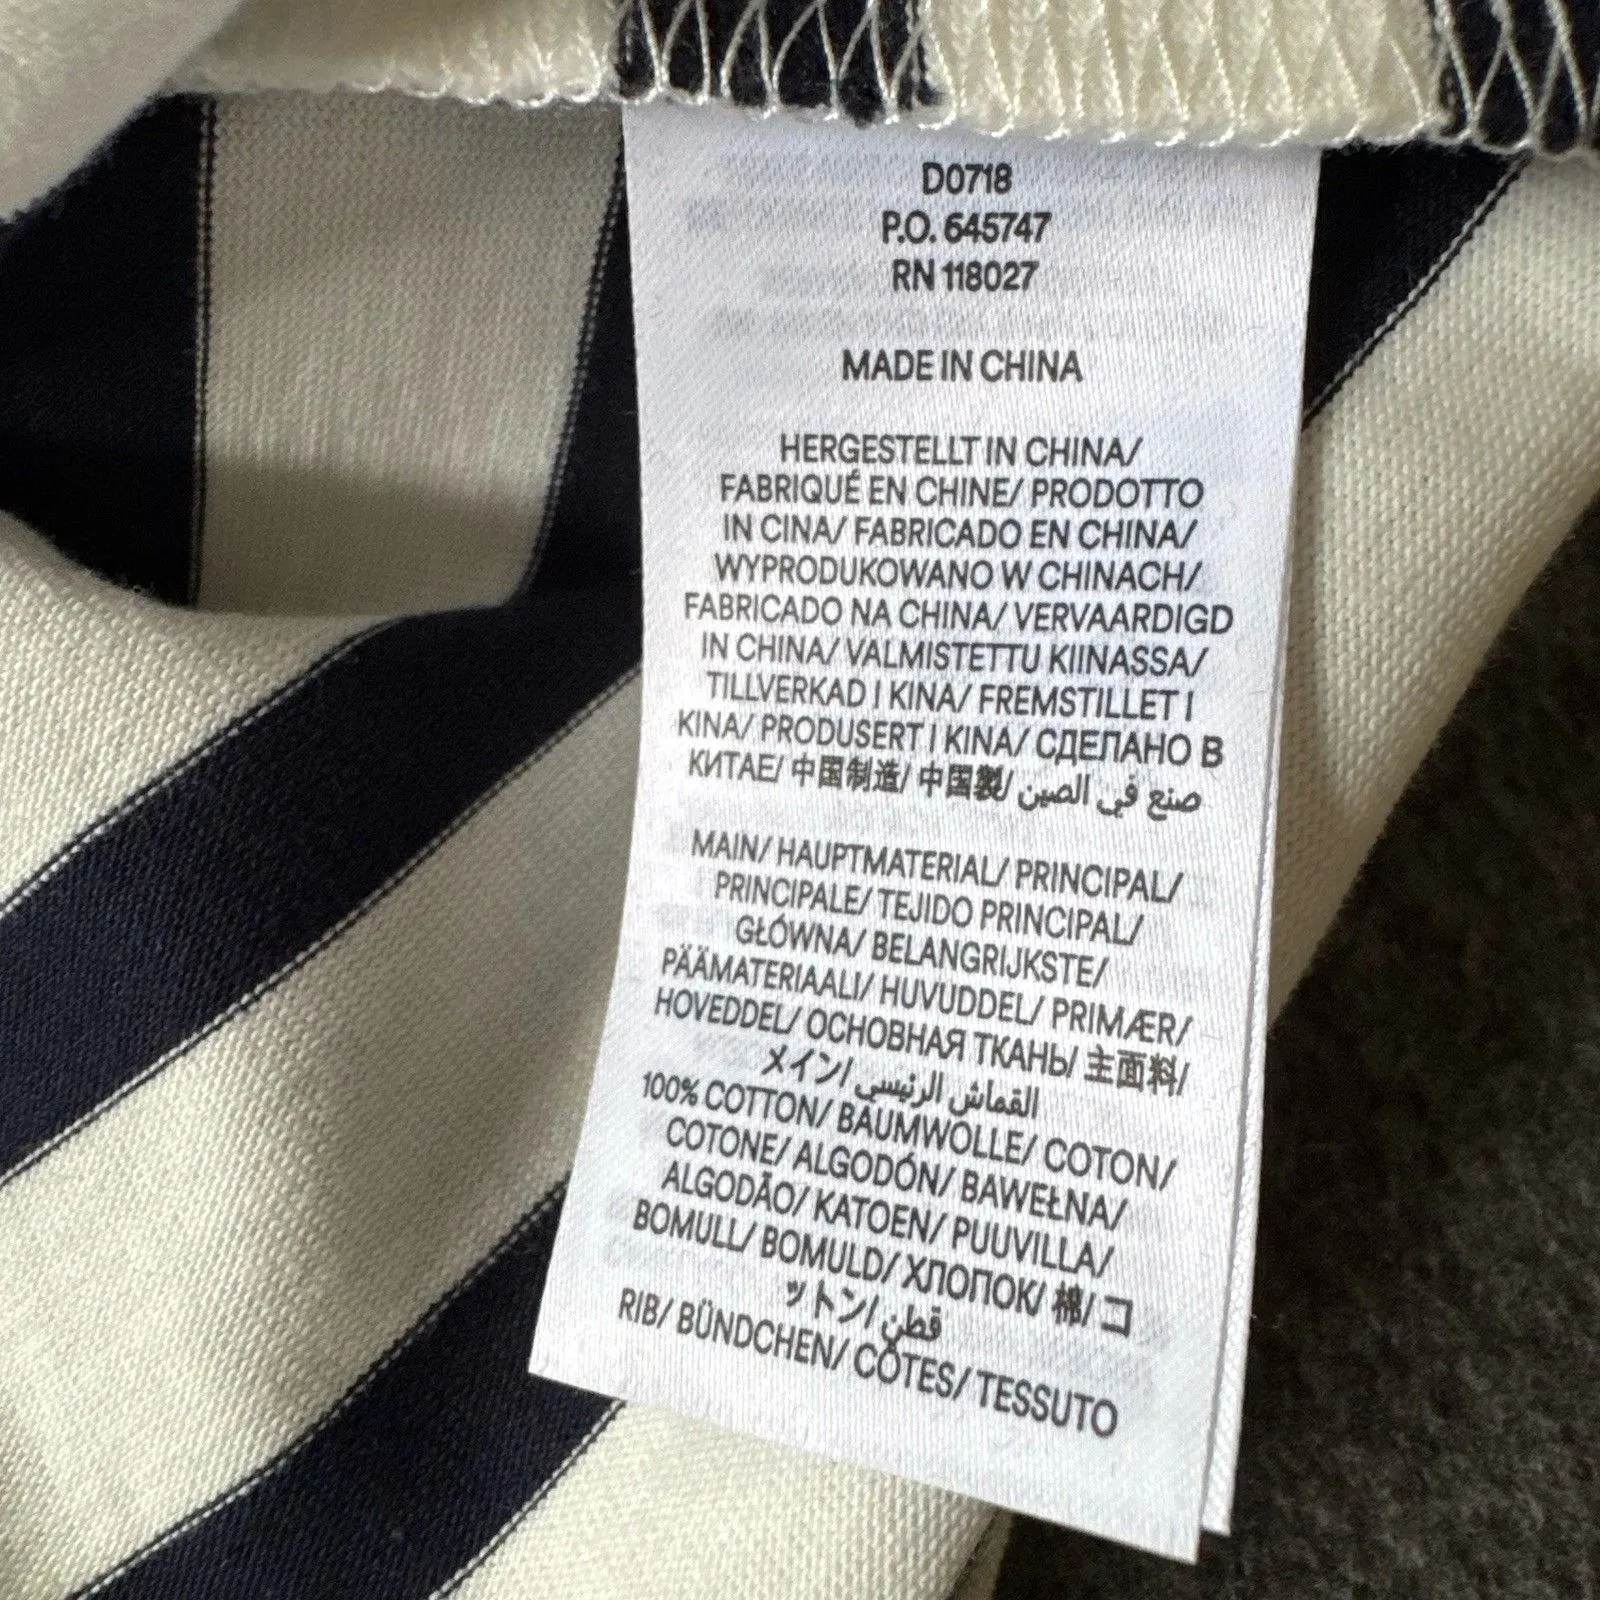 D0718
P.O. 645747
RN 118027
MADE IN CHINA
HERGESTELLT IN CHINA/
FABRIQUÉ EN CHINE/ PRODOTTO
IN CINA/ FABRICADO EN CHINA/
WYPRODUKOWANO W CHINACH/
FABRICADO NA CHINA/ VERVAARDIGD
IN CHINA/ VALMISTETTU KIINASSA/
TILLVERKAD I KINA/ FREMSTILLET I
KINA/ PRODUSERT I KINA/ СДЕЛАНО В
КИТАЕ/ 中国制造/ 中国製/ صنع في الصين
MAIN/ HAUPTMATERIAL/ PRINCIPAL/
PRINCIPALE/ TEJIDO PRINCIPAL/
GŁÓWNA/ BELANGRIJKSTE/
PÄÄMATERIAALI/ HUVUDDEL/ PRIMÆR/
HOVEDDEL/ ОСНОВНАЯ ТКАНЬ/ 主面料/
メイン/ القماش الرئيسي
100% COTTON/ BAUMWOLLE/ COTON/
COTONE/ ALGODÓN/ BAWEŁNA/
ALGODÃO/ KATOEN/ PUUVILLA/
BOMULL/ BOMULD/ ХЛОПОК/ 棉/ コ
ットン/ قطن
RIB/ BÜNDCHEN/ CÔTES/ TESSUTO